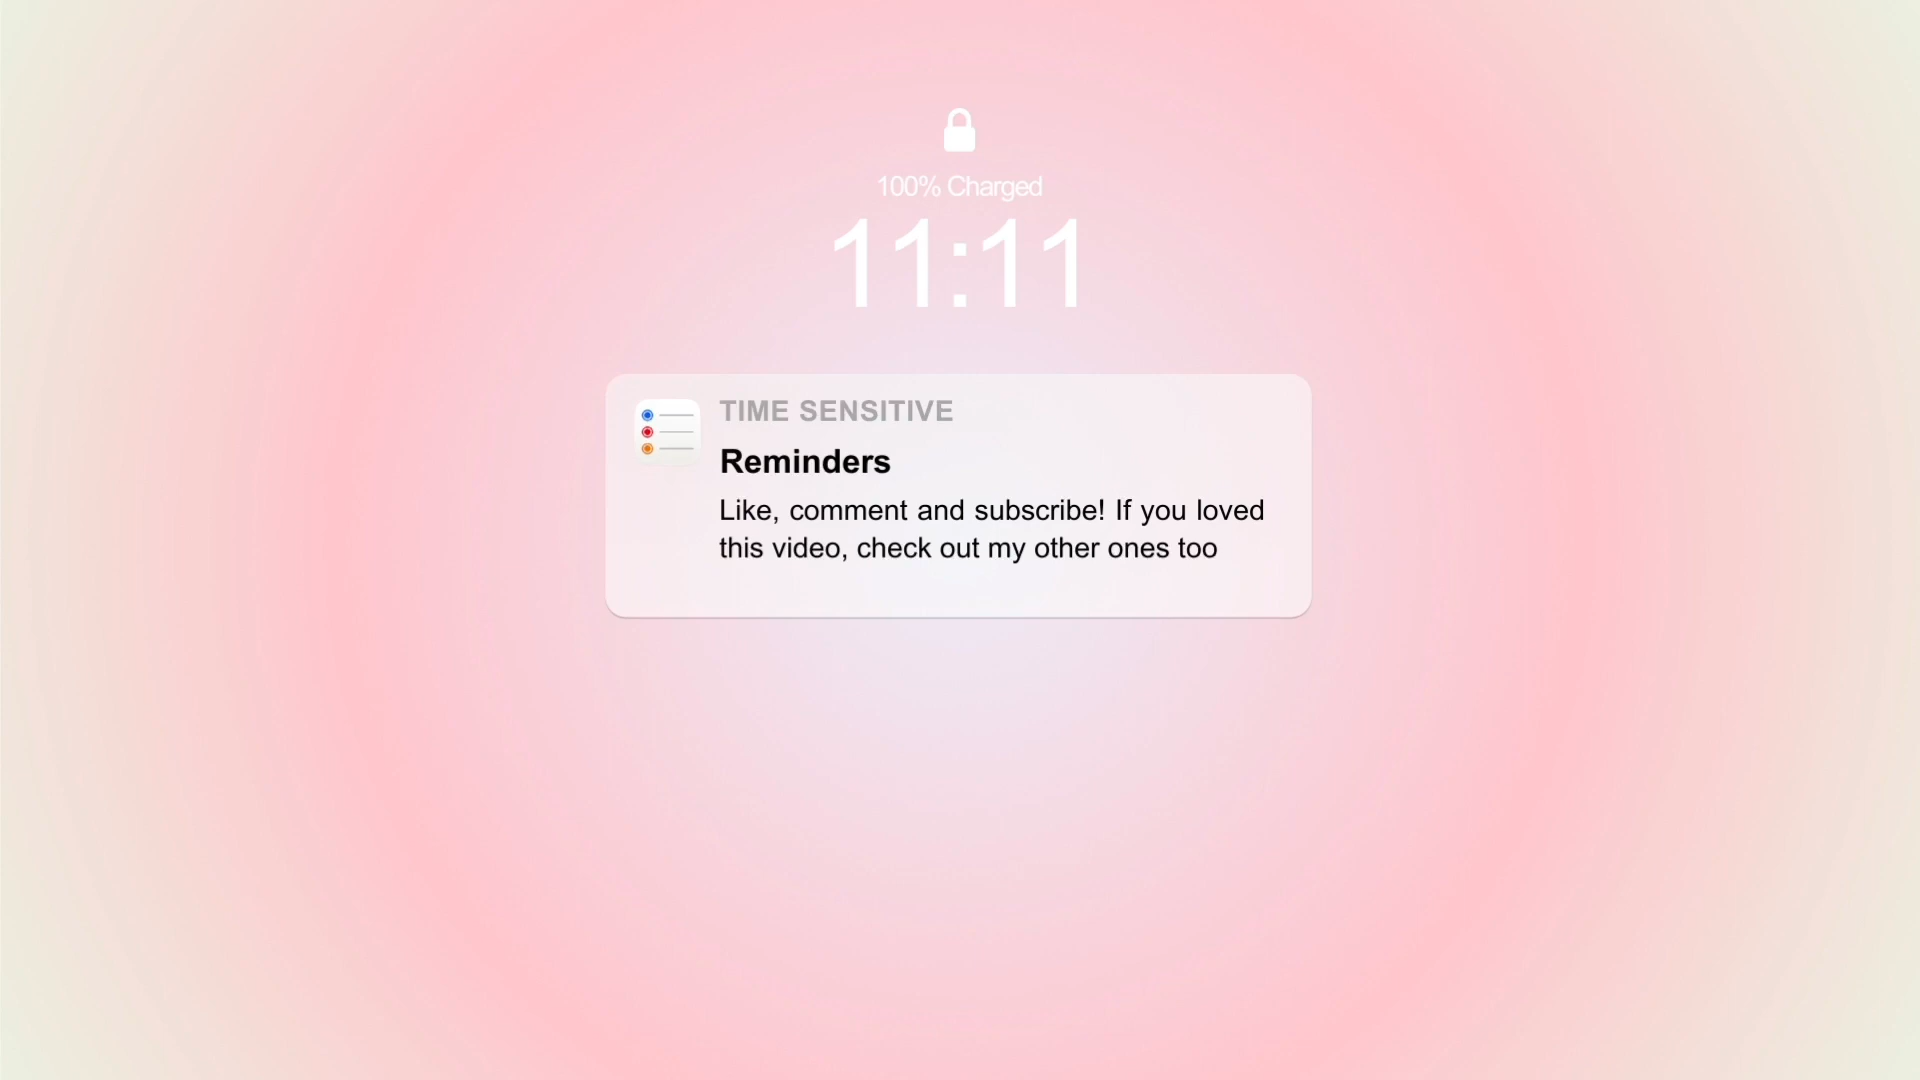 100% Charged
11:11
TIME SENSITIVE
Reminders
Like, comment and subscribe! If you loved
this video, check out my other ones too